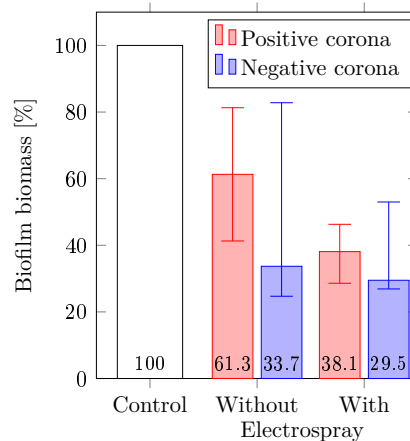 Positive corona
Negative corona
Biofilm biomass [%]
100
80
60
40
20
0
100
61.3
33.7
38.1
29.5
Control
Without
With
Electrospray